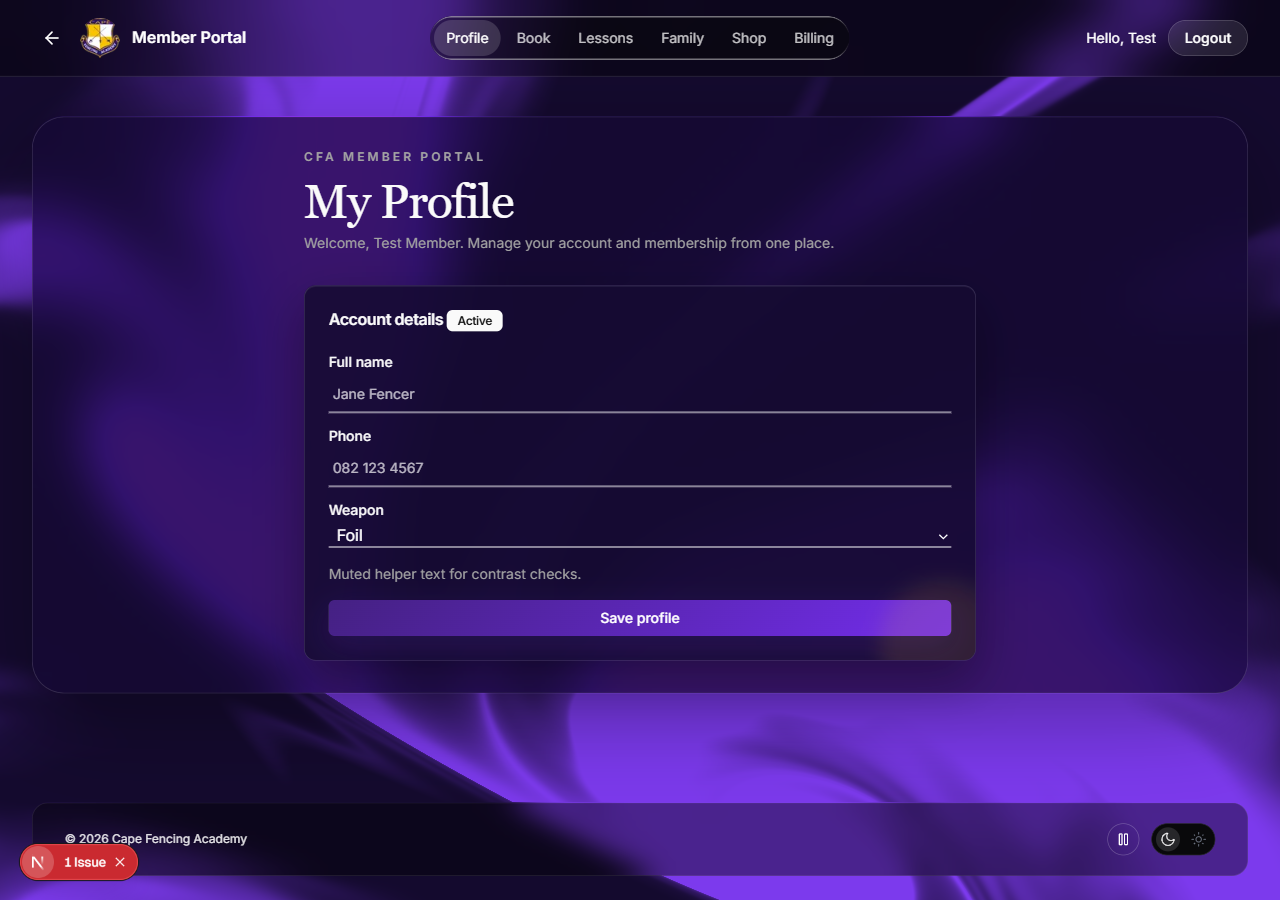 CAPE
Member Portal
Profile
Book
Lessons
Family
Shop
Billing
Hello, Test
Logout
CFA MEMBER PORTAL
My Profile
Welcome, Test Member. Manage your account and membership from one place.
Account details Active
Full name
Jane Fencer
Phone
082 123 4567
Weapon
Foil
Muted helper text for contrast checks.
Save profile
© 2026 Cape Fencing Academy
N 1 Issue